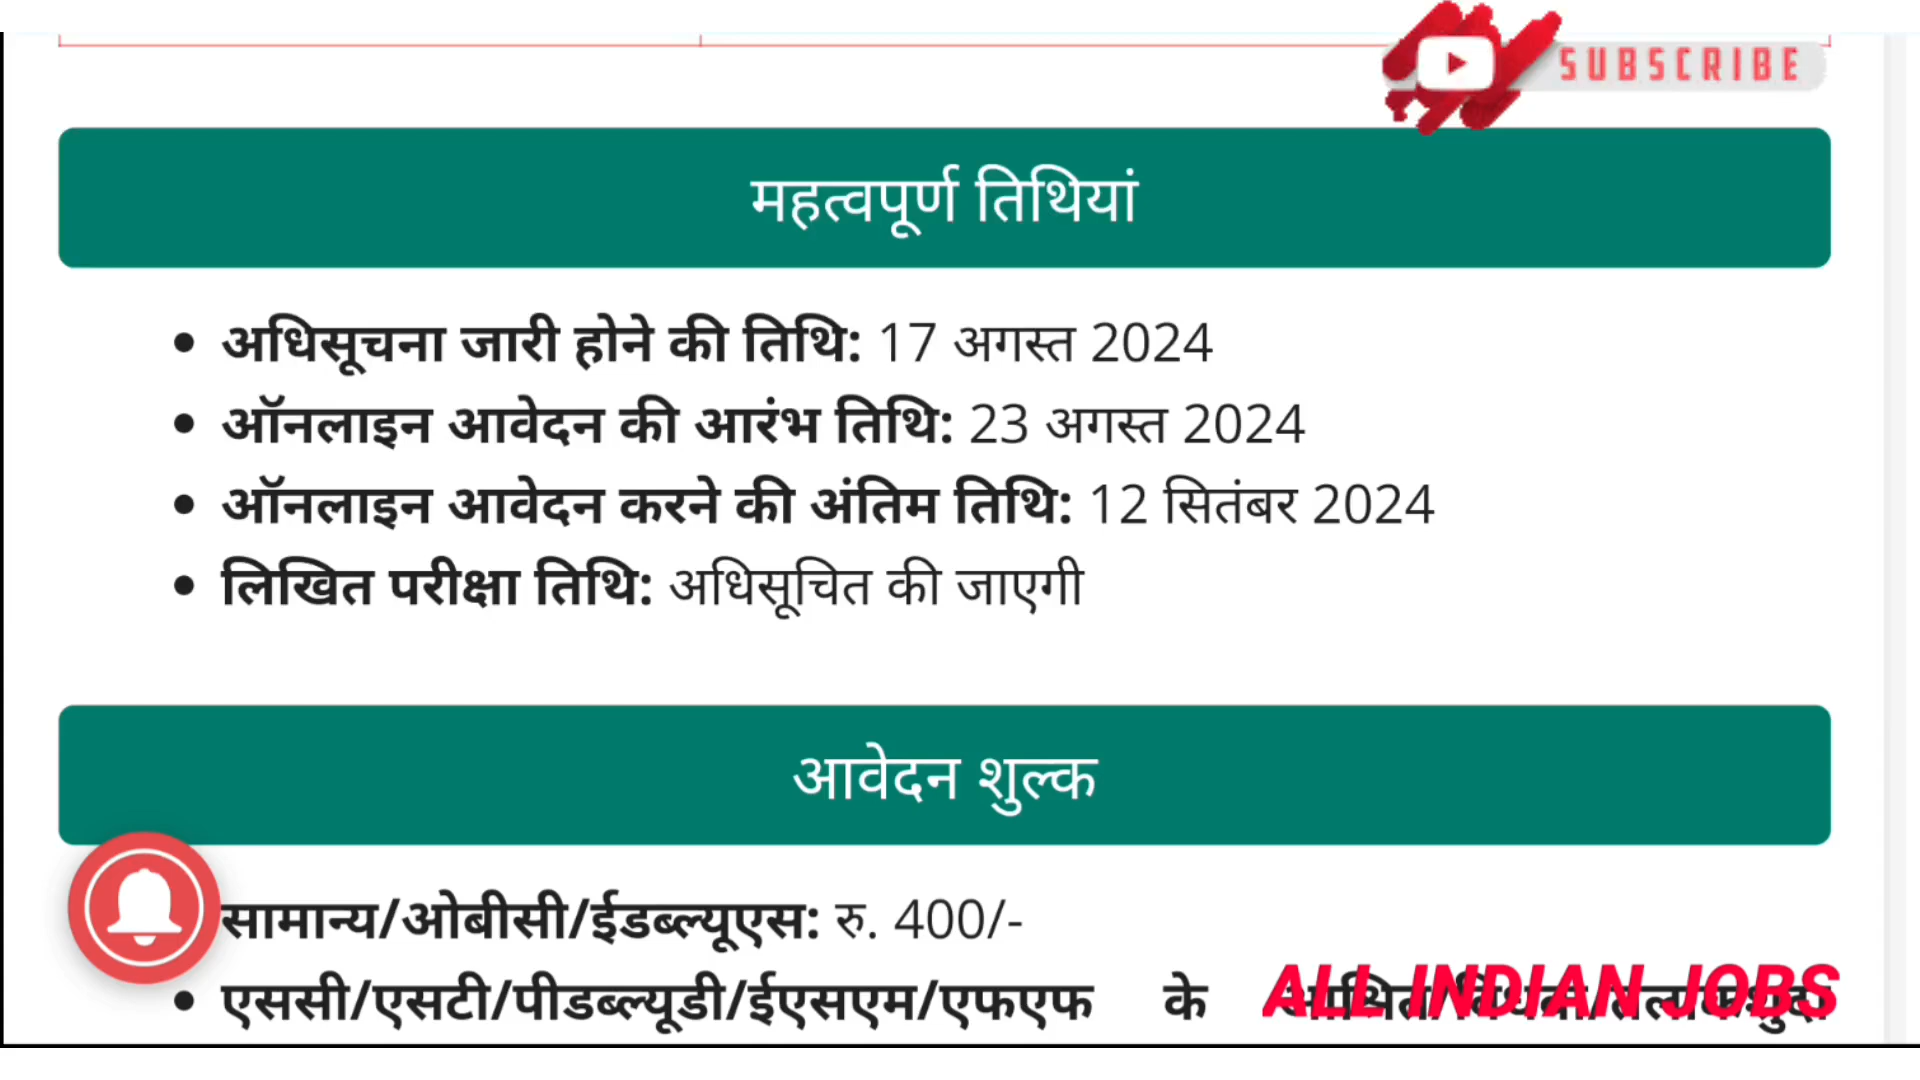 SUBSCRIBE
महत्वपूर्ण तिथियां
अधिसूचना जारी होने की तिथि: 17 अगस्त 2024
ऑनलाइन आवेदन की आरंभ तिथि: 23 अगस्त 2024
ऑनलाइन आवेदन करने की अंतिम तिथि: 12 सितंबर 2024
लिखित परीक्षा तिथि: अधिसूचित की जाएगी
आवेदन शुल्क
सामान्य/ओबीसी/ईडब्ल्यूएस: रु. 400/-
एससी/एसटी/पीडब्ल्यूडी/ईएसएम/एफएफ के
ALL INDIAN JOBS